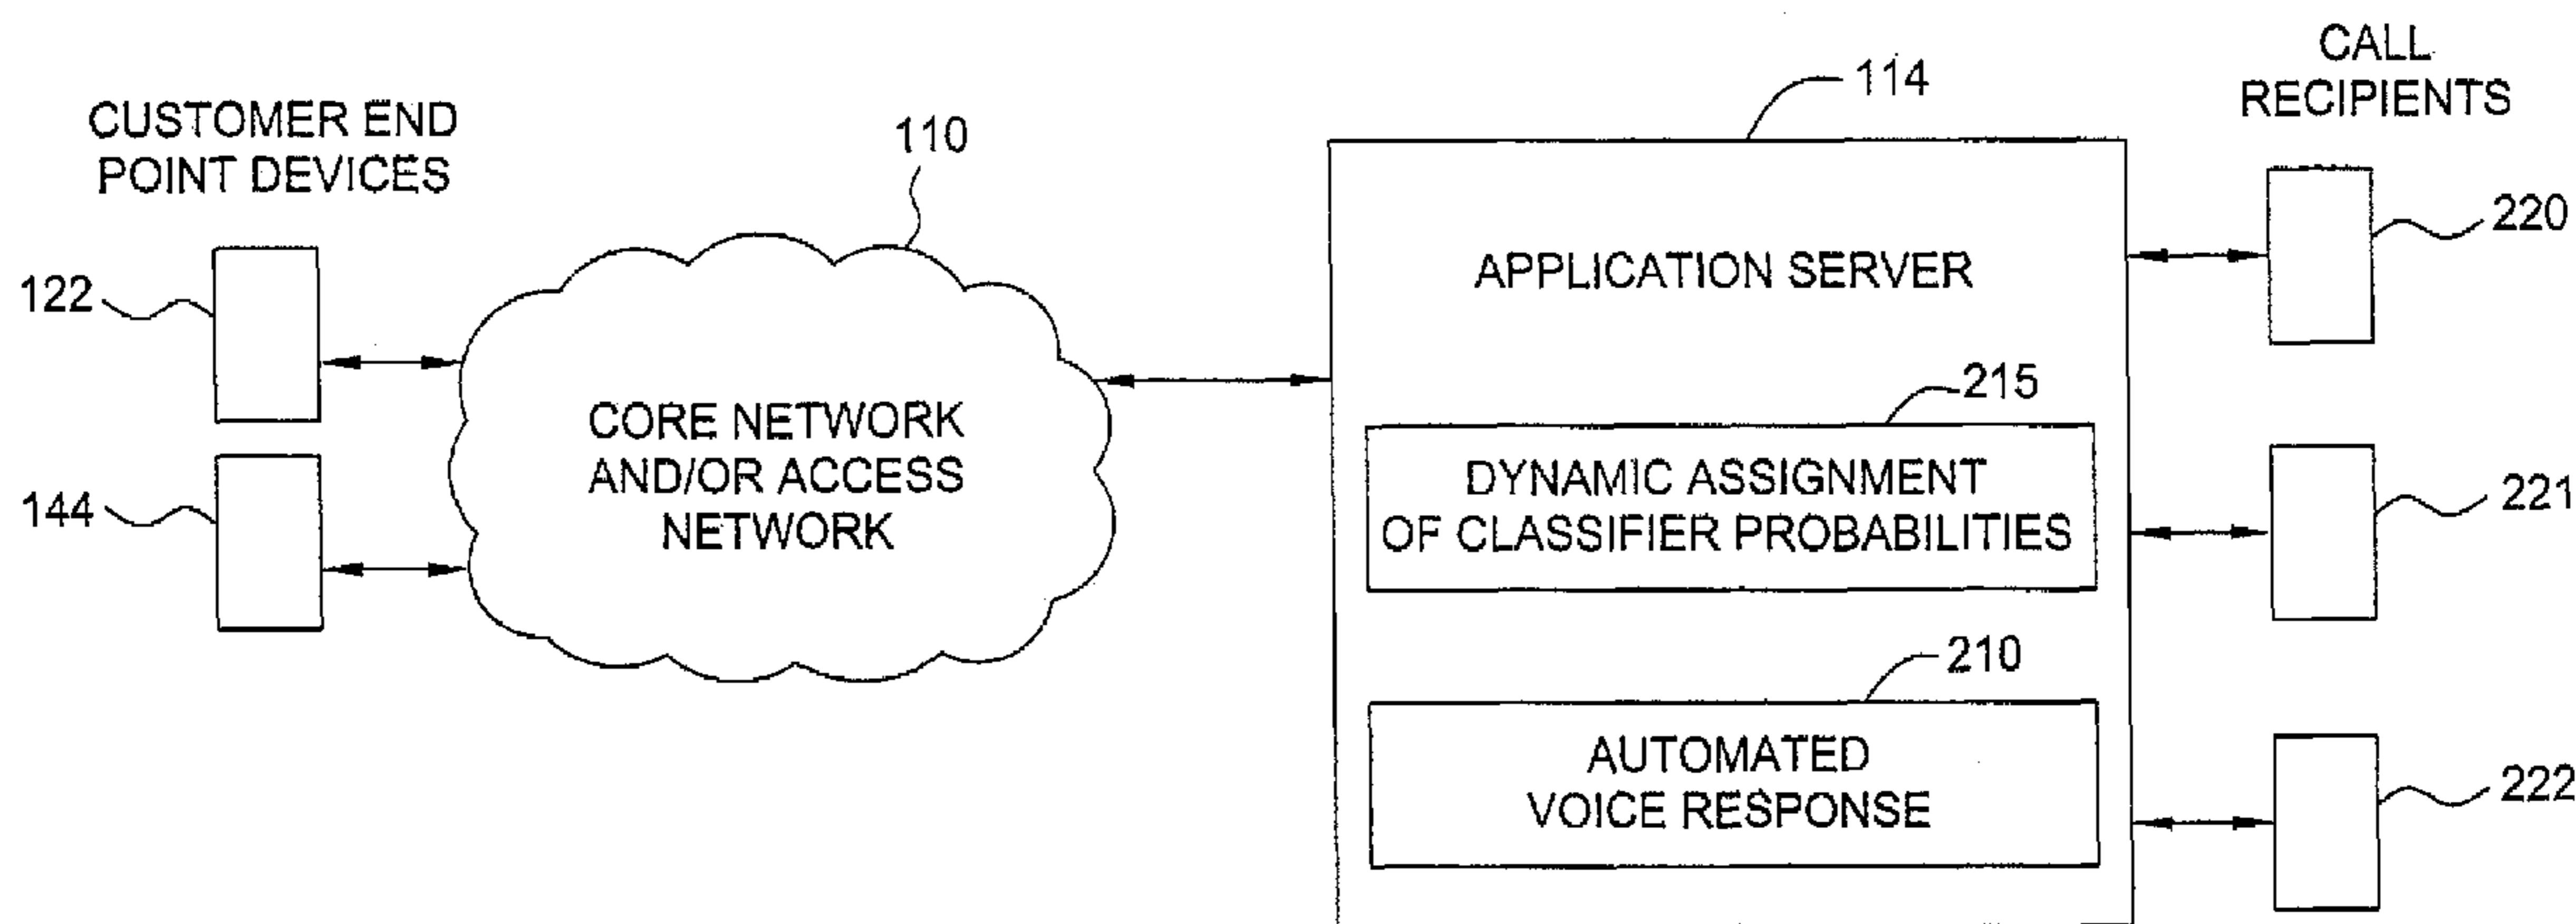 CUSTOMER END
POINT DEVICES
122
144
110
CORE NETWORK
AND/OR ACCESS
NETWORK
114
APPLICATION SERVER
215
DYNAMIC ASSIGNMENT
OF CLASSIFIER PROBABILITIES
210
AUTOMATED
VOICE RESPONSE
CALL
RECIPIENTS
220
221
222